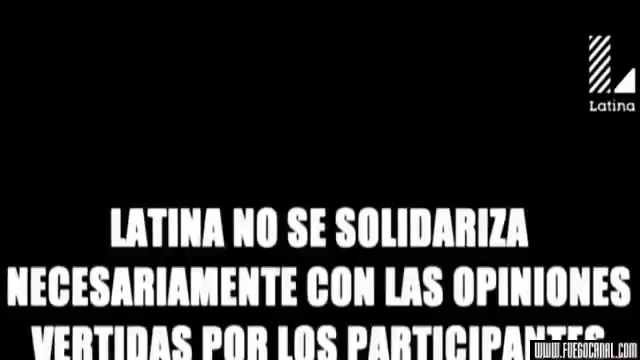 Latina
LATINA NO SE SOLIDARIZA
NECESARIAMENTE CON LAS OPINIONES
VERTIDAS POR LOS PARTICIPANTES
WWW.FUEGOCANAL.COM